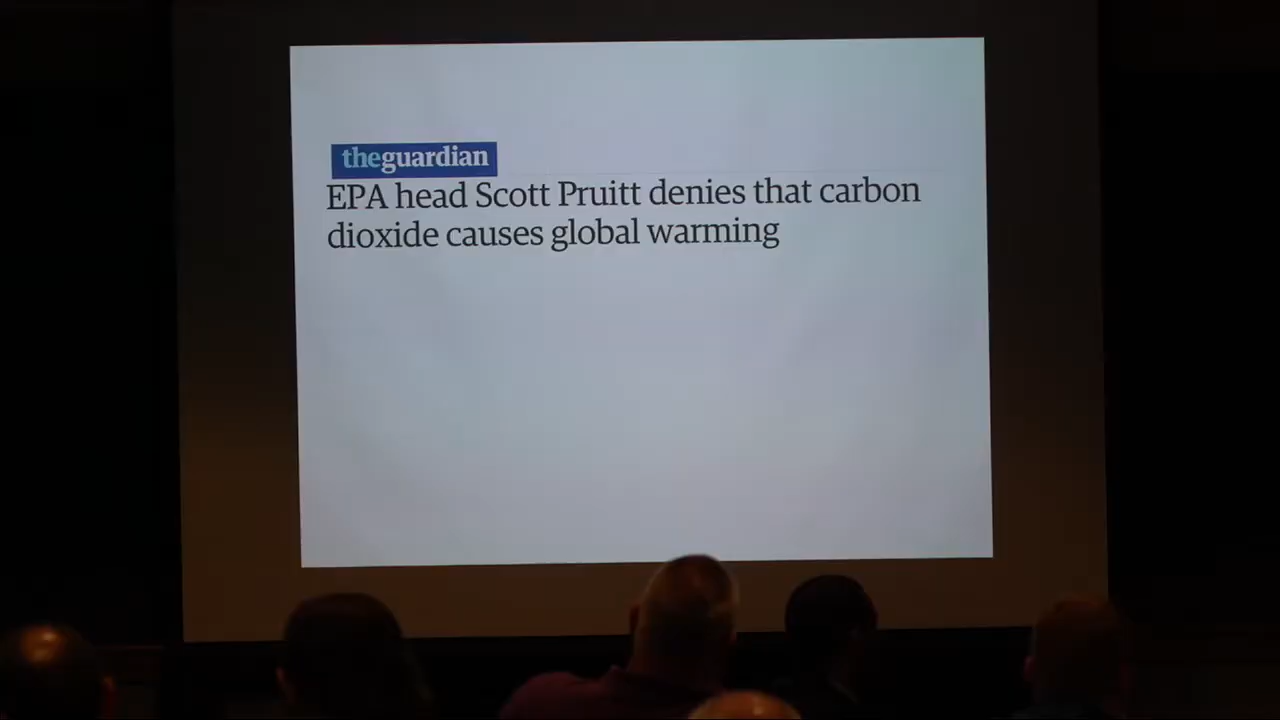 theguardian
EPA head Scott Pruitt denies that carbon
dioxide causes global warming